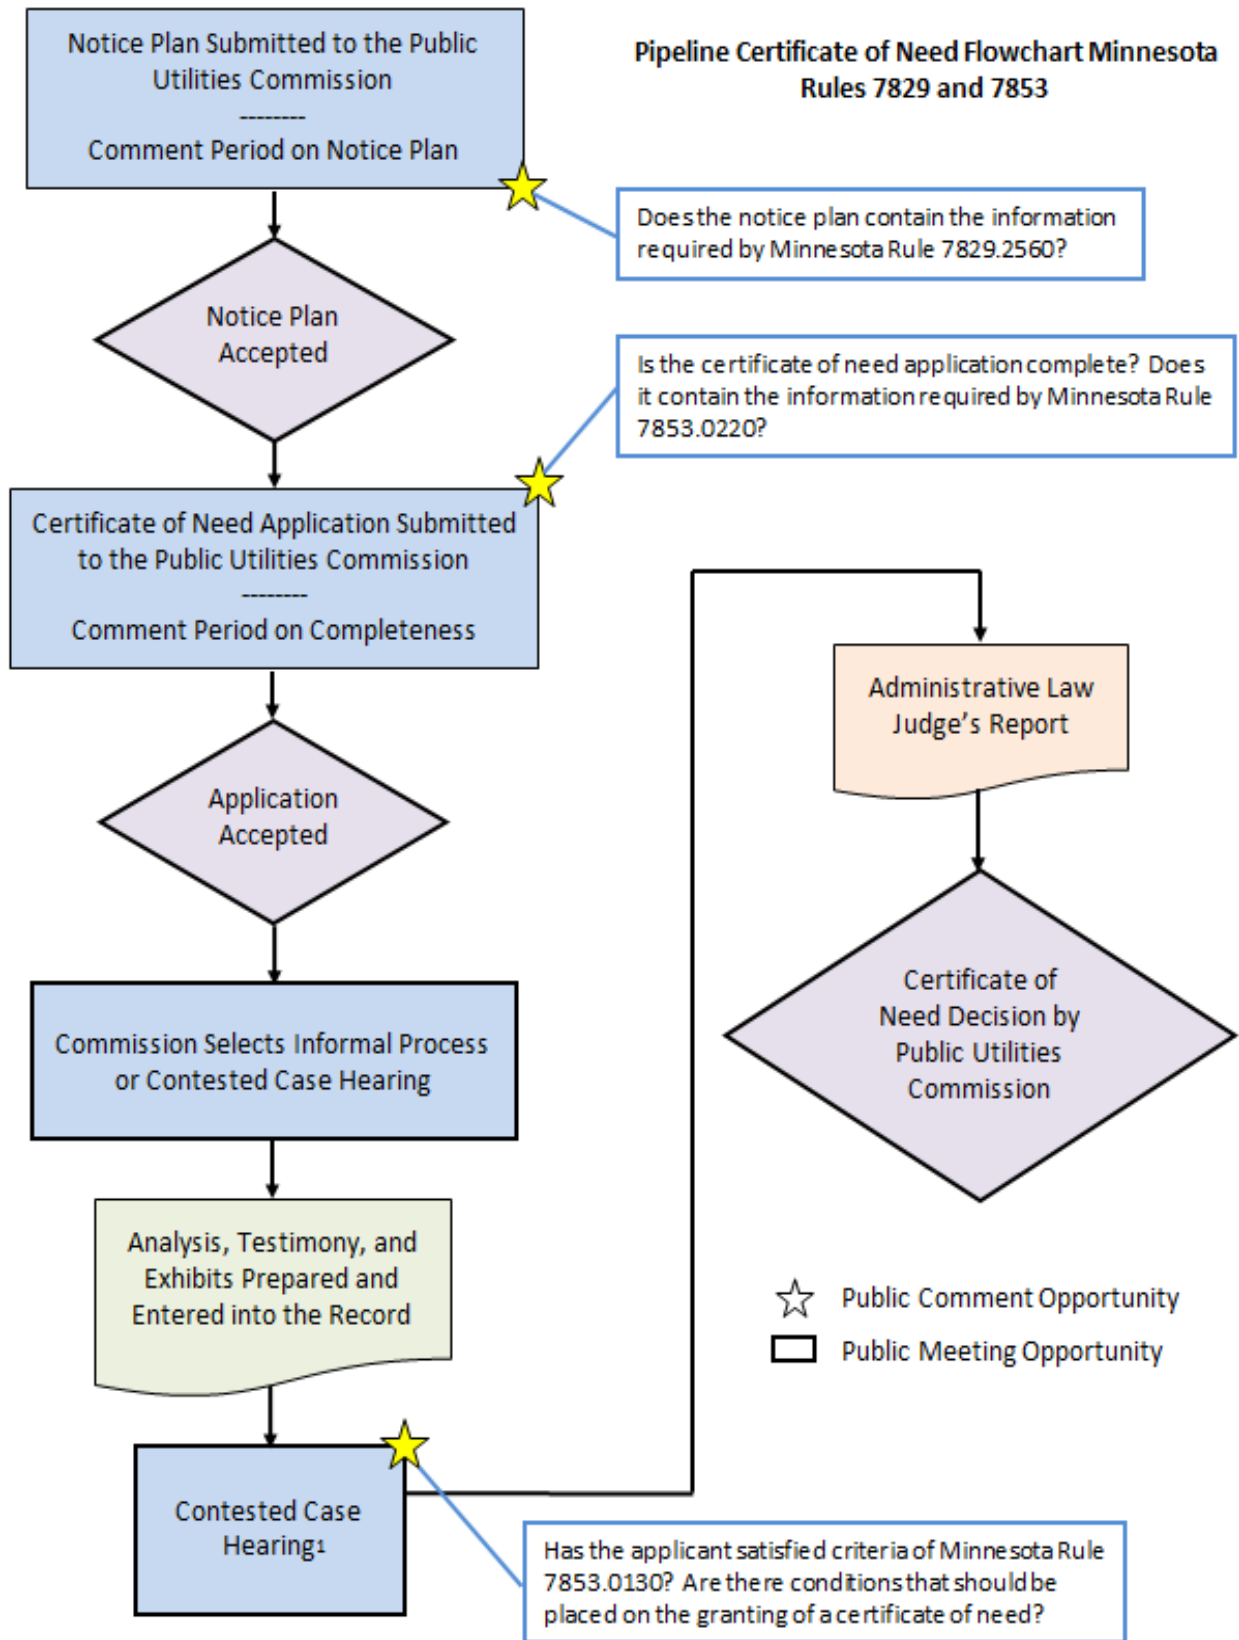 Pipeline Certificate of Need Flowchart Minnesota
Rules 7829 and 7853
Notice Plan Submitted to the Public
Utilities Commission
--------
Comment Period on Notice Plan
Does the notice plan contain the information
required by Minnesota Rule 7829.2560?
Notice Plan
Accepted
Is the certificate of need application complete? Does
it contain the information required by Minnesota Rule
7853.0220?
Certificate of Need Application Submitted
to the Public Utilities Commission
--------
Comment Period on Completeness
Application
Accepted
Commission Selects Informal Process
or Contested Case Hearing
Analysis, Testimony, and
Exhibits Prepared and
Entered into the Record
Contested Case
Hearing1
Has the applicant satisfied criteria of Minnesota Rule
7853.0130? Are there conditions that should be
placed on the granting of a certificate of need?
Administrative Law
Judge's Report
Certificate of
Need Decision by
Public Utilities
Commission
Public Comment Opportunity
Public Meeting Opportunity